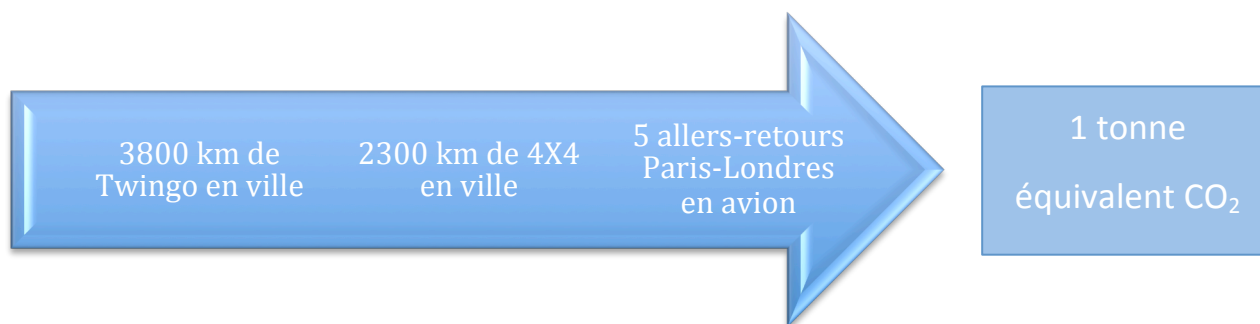 3800 km de
Twingo en ville
2300 km de 4X4
en ville
5 allers-retours
Paris-Londres
en avion
1 tonne
équivalent CO₂